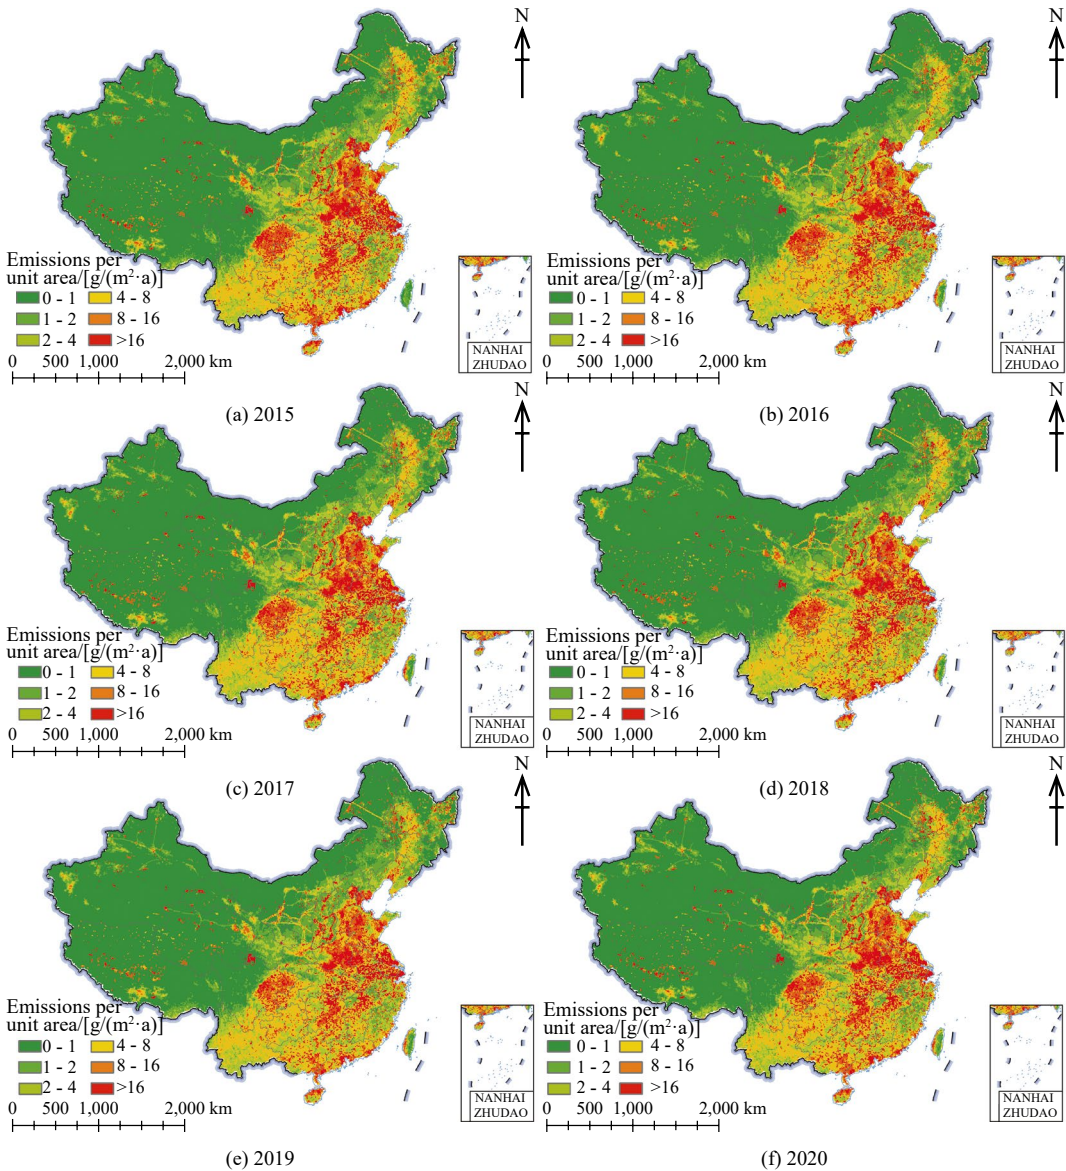 N
Emissions per
unit area/[g/(m²·a)]
0 - 1 4 - 8
1 - 2 8 - 16
2 - 4 >16
0 500 1,000 2,000 km
NANHAI
ZHUDAO
(a) 2015
N
Emissions per
unit area/[g/(m²·a)]
0 - 1 4 - 8
1 - 2 8 - 16
2 - 4 >16
0 500 1,000 2,000 km
NANHAI
ZHUDAO
(b) 2016
N
Emissions per
unit area/[g/(m²·a)]
0 - 1 4 - 8
1 - 2 8 - 16
2 - 4 >16
0 500 1,000 2,000 km
NANHAI
ZHUDAO
(c) 2017
N
Emissions per
unit area/[g/(m²·a)]
0 - 1 4 - 8
1 - 2 8 - 16
2 - 4 >16
0 500 1,000 2,000 km
NANHAI
ZHUDAO
(d) 2018
N
Emissions per
unit area/[g/(m²·a)]
0 - 1 4 - 8
1 - 2 8 - 16
2 - 4 >16
0 500 1,000 2,000 km
NANHAI
ZHUDAO
(e) 2019
N
Emissions per
unit area/[g/(m²·a)]
0 - 1 4 - 8
1 - 2 8 - 16
2 - 4 >16
0 500 1,000 2,000 km
NANHAI
ZHUDAO
(f) 2020